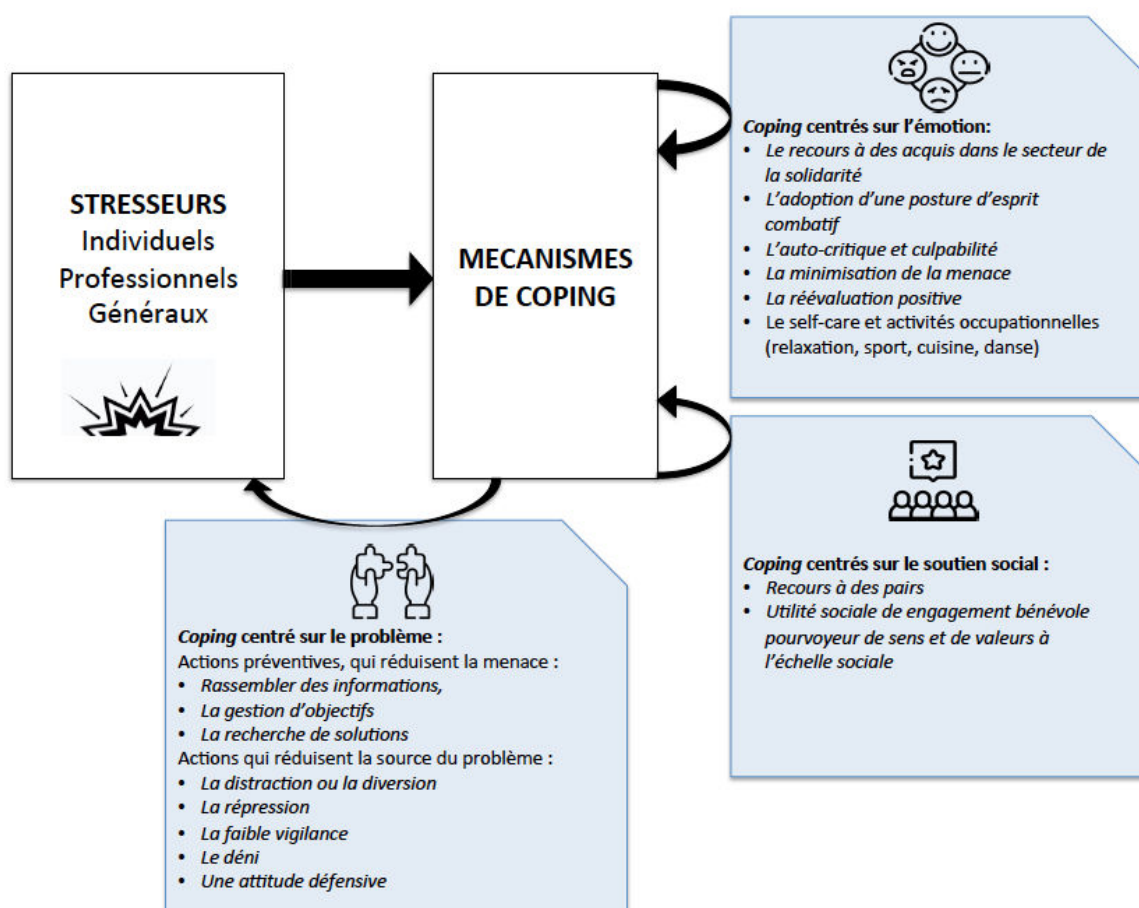 STRESSEURS
Individuels
Professionnels
Généraux
MECANISMES
DE COPING
Coping centrés sur l'émotion:
• Le recours à des acquis dans le secteur de
la solidarité
• L'adoption d'une posture d'esprit
combatif
• L'auto-critique et culpabilité
• La minimisation de la menace
• La réévaluation positive
• Le self-care et activités occupationnelles
(relaxation, sport, cuisine, danse)
Coping centrés sur le soutien social :
• Recours à des pairs
• Utilité sociale de engagement bénévole
pourvoyeur de sens et de valeurs à
l'échelle sociale
Coping centré sur le problème :
Actions préventives, qui réduisent la menace :
• Rassembler des informations,
• La gestion d'objectifs
• La recherche de solutions
Actions qui réduisent la source du problème :
• La distraction ou la diversion
• La répression
• La faible vigilance
• Le déni
• Une attitude défensive